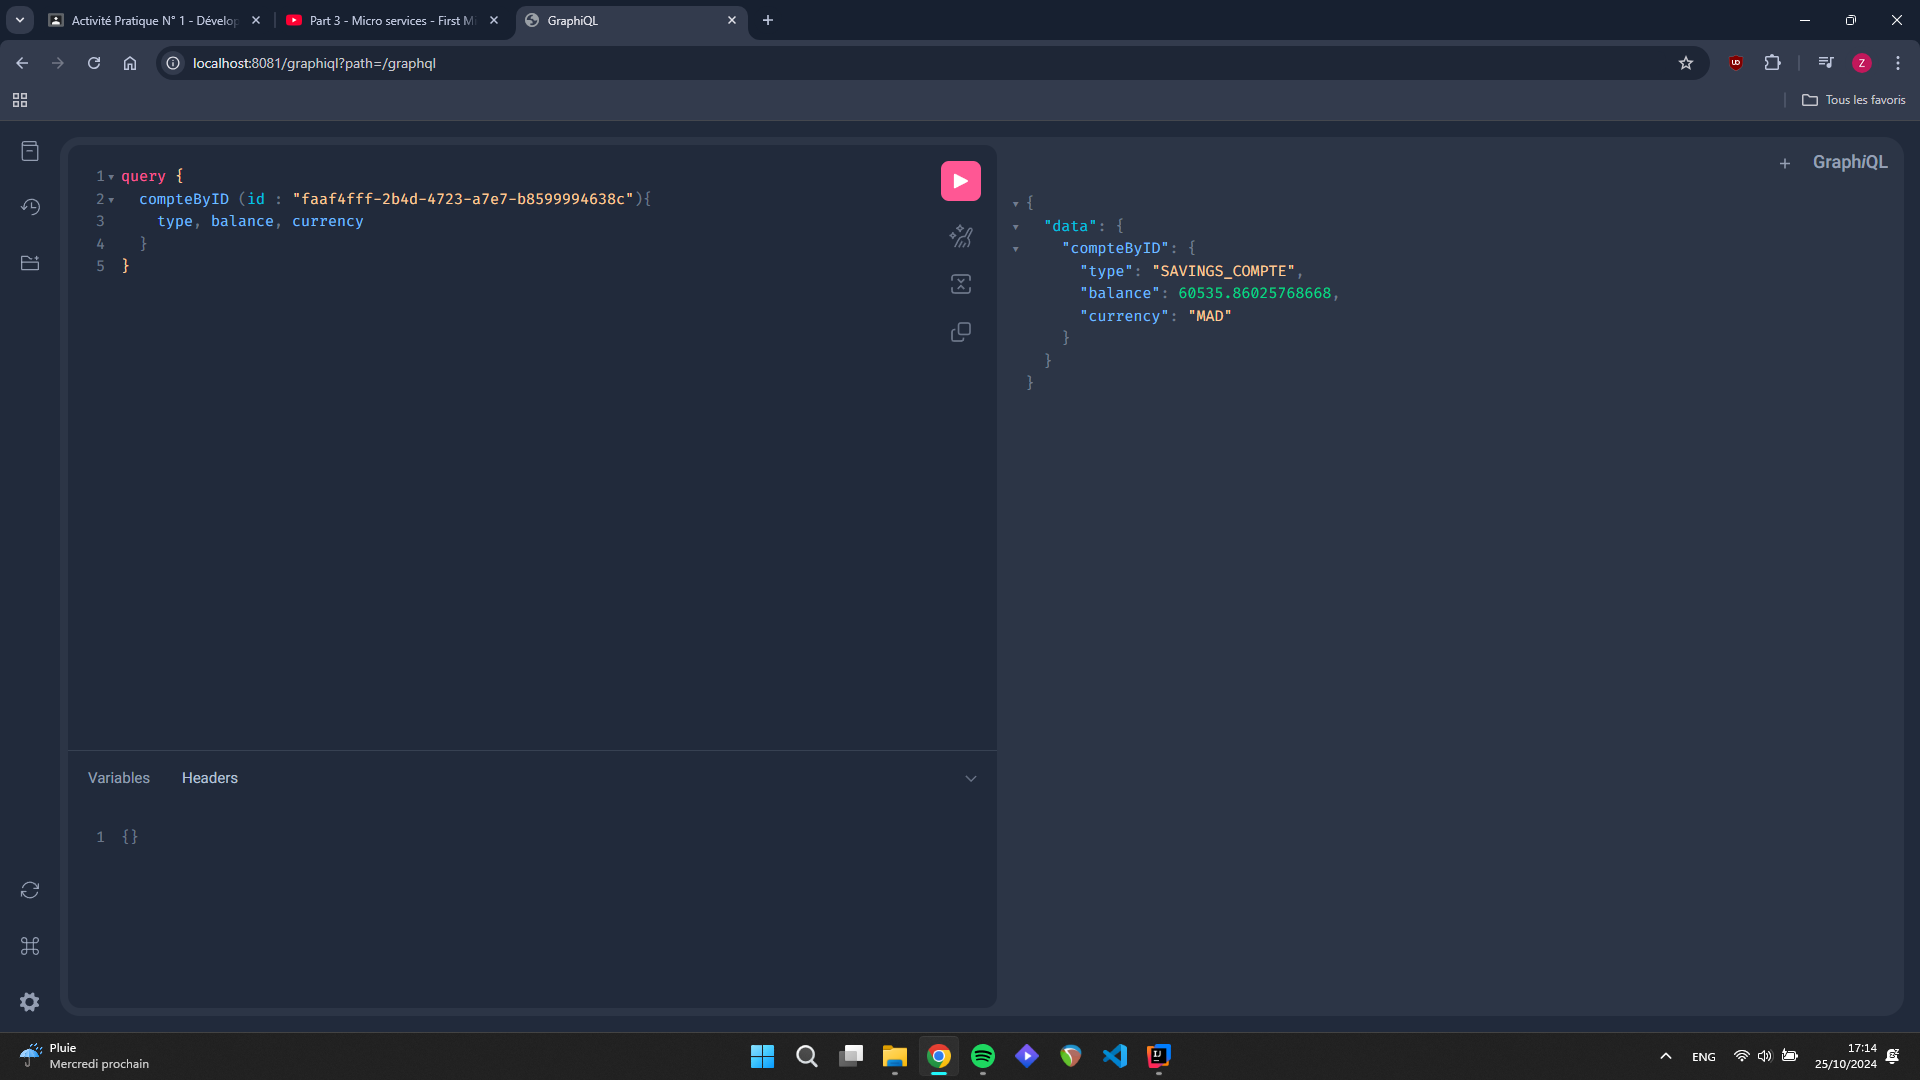 Activité Pratique N° 1 - Dévelop
Part 3 - Micro services - First Mi
GraphiQL
localhost:8081/graphiql?path=/graphql
Z
Tous les favoris
1 query {
2 compteByID (id : "faaf4fff-2b4d-4723-a7e7-b8599994638c"){
3 type, balance, currency
4 }
5 }
GraphiQL
{
"data": {
"compteByID": {
"type": "SAVINGS_COMPTE",
"balance": 60535.86025768668,
"currency": "MAD"
}
}
}
Variables Headers
1 {}
Pluie
Mercredi prochain
ENG
17:14
25/10/2024